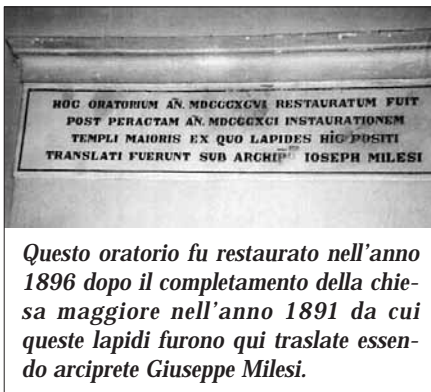 HOC ORATORIUM AN. MDCCCXCVI RESTAURATUM FUIT
POST PERACTAM AN. MDCCCXCI INSTAURATIONEM
TEMPLI MAIORIS EX QUO LAPIDES HIC POSITI
TRANSLATI FUERUNT SUB ARCHIPO IOSEPH MILESI
Questo oratorio fu restaurato nell'anno
1896 dopo il completamento della chie-
sa maggiore nell'anno 1891 da cui
queste lapidi furono qui traslate essen-
do arciprete Giuseppe Milesi.